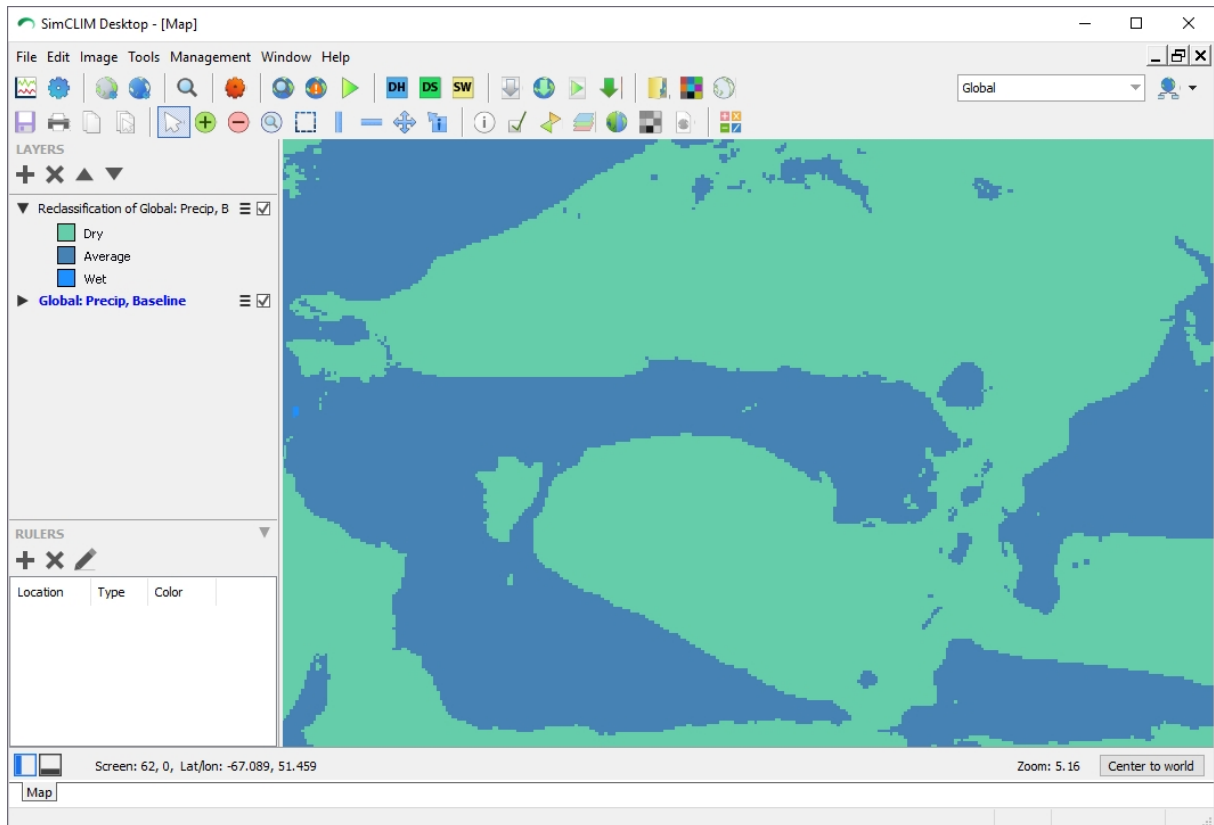 SimCLIM Desktop - [Map]
File Edit Image Tools Management Window Help
DH DS SW Global
LAYERS
Reclassification of Global: Precip, B
Dry
Average
Wet
Global: Precip, Baseline
RULERS
Location Type Color
Screen: 62, 0, Lat/lon: -67.089, 51.459 Zoom: 5.16 Center to world
Map